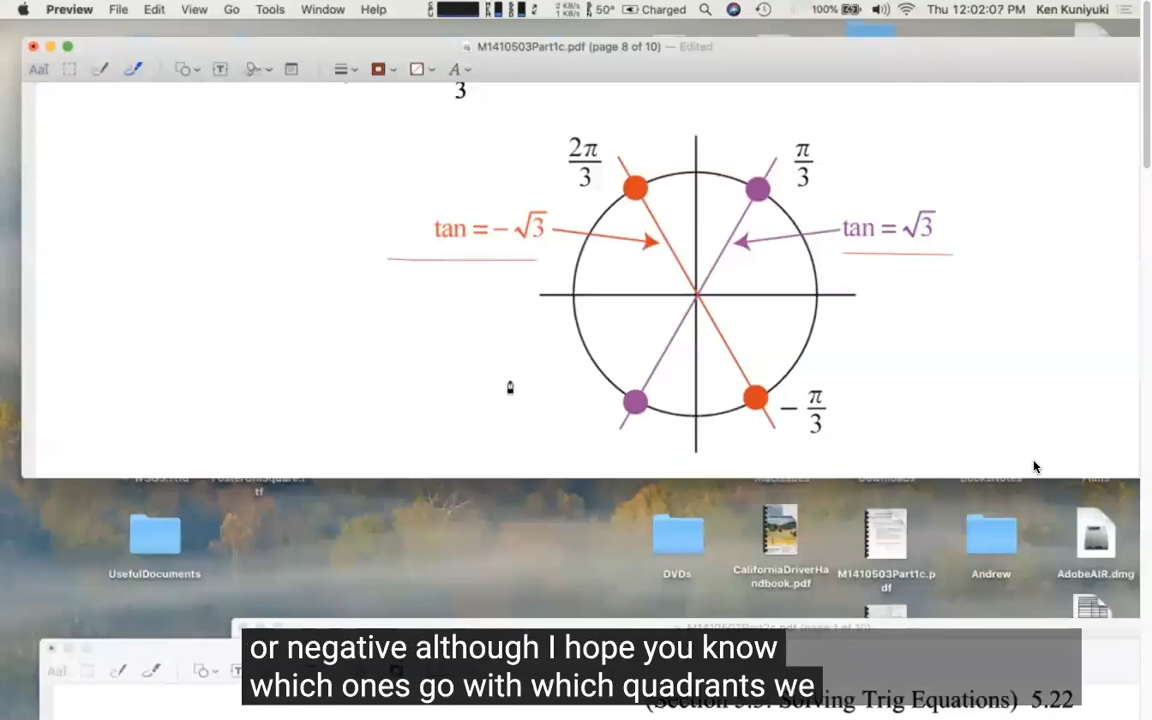 Preview File Edit View Go Tools Window Help 50° Charged 100% Thu 12:02:07 PM Ken Kuniyuki
M1410503Part1c.pdf (page 8 of 10) — Edited
3
2π/3
π/3
tan = − √3
tan = √3
− π/3
UsefulDocuments
DVDs
CaliforniaDriverHa
ndbook.pdf
M1410503Part1c.p
df
Andrew
AdobeAIR.dmg
or negative although I hope you know
which ones go with which quadrants we
Solving Trig Equations) 5.22